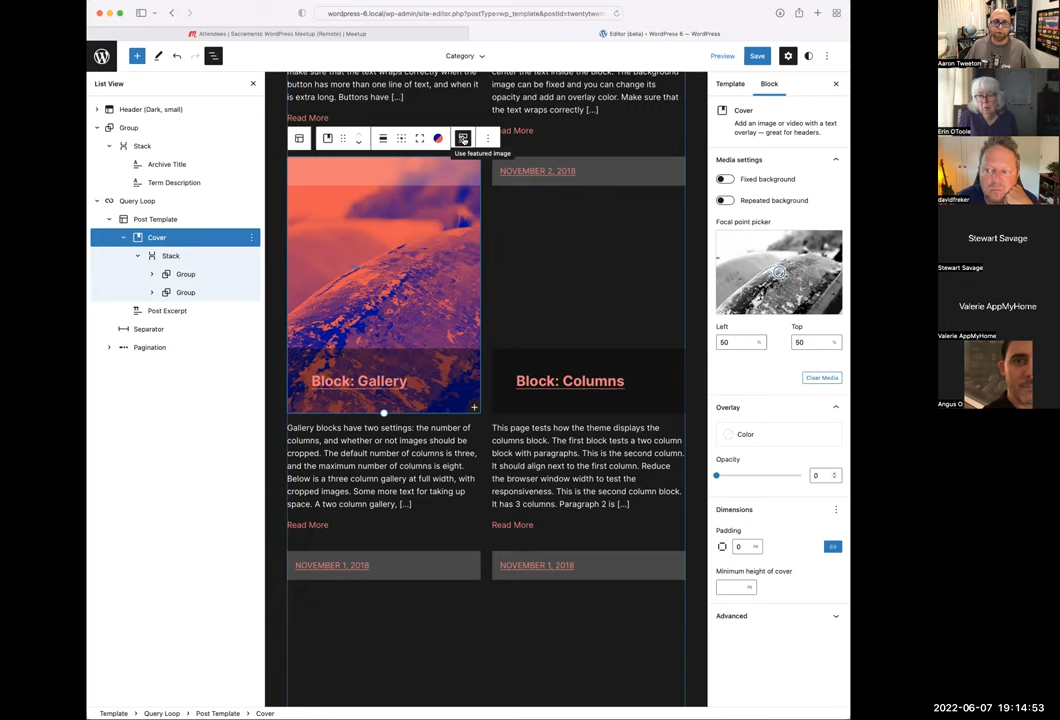 wordpress-6.local/wp-admin/site-editor.php?postType=wp_template&postId=twentytwen
Attendees | Sacramento WordPress Meetup (Remote) | Meetup
Editor (beta) ‹ WordPress 6 — WordPress
Category
Preview
Save
List View
Header (Dark, small)
Group
Stack
Archive Title
Term Description
Query Loop
Post Template
Cover
Stack
Group
Group
Post Excerpt
Separator
Pagination
make sure that the text wraps correctly when the
button has more than one line of text, and when it
is extra long. Buttons have [...]
Read More
center the text inside the block. The background
image can be fixed and you can change its
opacity and add an overlay color. Make sure that
the text wraps correctly [...]
ead More
Use featured image
NOVEMBER 2, 2018
Block: Gallery
Block: Columns
Gallery blocks have two settings: the number of
columns, and whether or not images should be
cropped. The default number of columns is three,
and the maximum number of columns is eight.
Below is a three column gallery at full width, with
cropped images. Some more text for taking up
space. A two column gallery, [...]
Read More
This page tests how the theme displays the
columns block. The first block tests a two column
block with paragraphs. This is the second column.
It should align next to the first column. Reduce
the browser window width to test the
responsiveness. This is the second column block.
It has 3 columns. Paragraph 2 is [...]
Read More
NOVEMBER 1, 2018
NOVEMBER 1, 2018
Template
Block
Cover
Add an image or video with a text
overlay — great for headers.
Media settings
Fixed background
Repeated background
Focal point picker
Left
Top
50 %
50 %
Clear Media
Overlay
Color
Opacity
0
Dimensions
Padding
0 PX
Minimum height of cover
PX
Advanced
Template › Query Loop › Post Template › Cover
Aaron Tweeton
Erin OToole
davidfreker
Stewart Savage
Stewart Savage
Valerie AppMyHome
Valerie AppMyHome
Angus O
2022-06-07 19:14:53